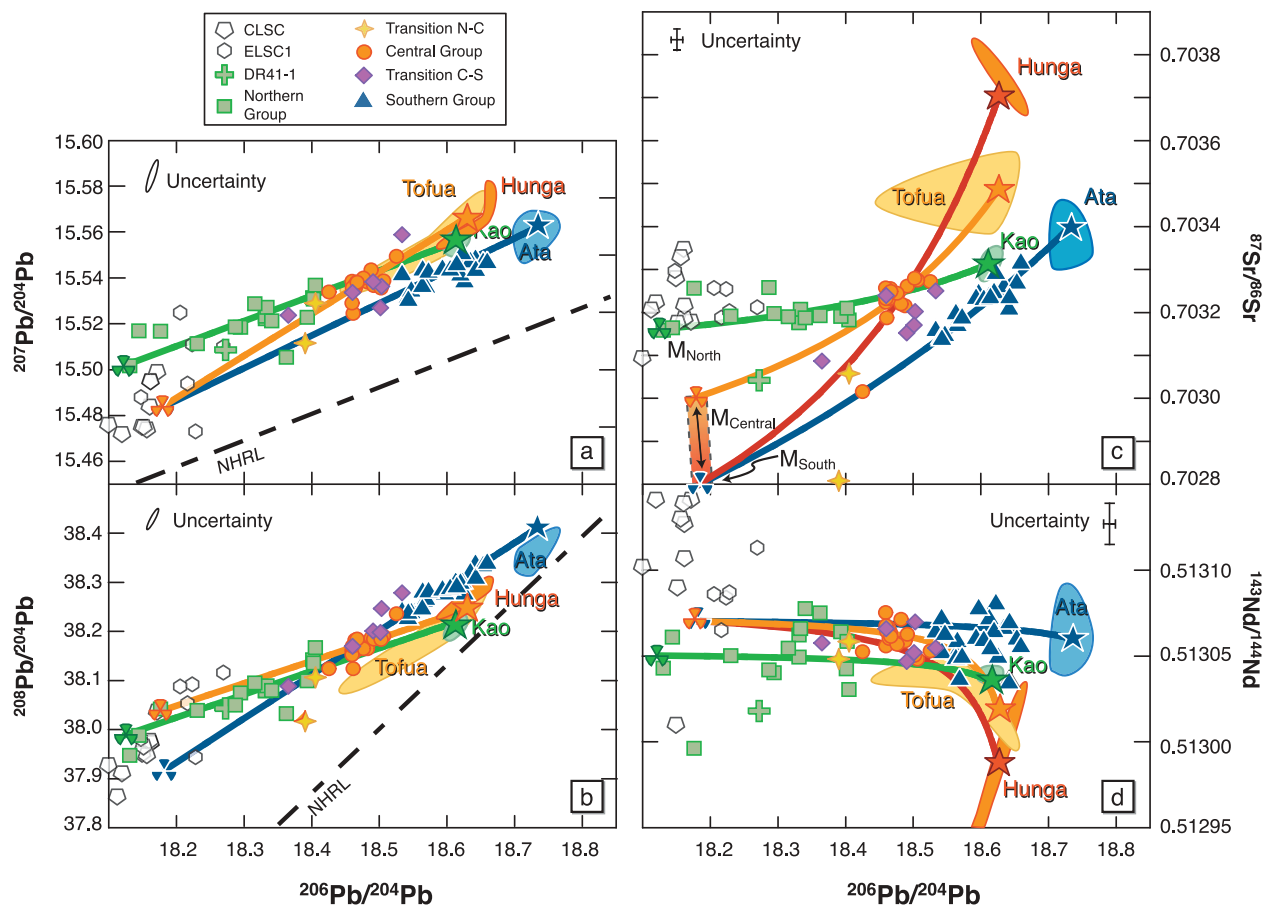 CLSC
ELSC1
DR41-1
Northern
Group
Transition N-C
Central Group
Transition C-S
Southern Group
15.60
15.58
15.56
15.54
15.52
15.50
15.48
15.46
207Pb/204Pb
Uncertainty
Tofua
Hunga
Kao
Ata
NHRL
a
38.4
38.3
38.2
38.1
38.0
37.9
37.8
208Pb/204Pb
Uncertainty
Ata
Hunga
Kao
Tofua
NHRL
b
18.2 18.3 18.4 18.5 18.6 18.7 18.8
206Pb/204Pb
Uncertainty
Hunga
Tofua
Ata
Kao
MNorth
MCentral
MSouth
c
0.7038
0.7036
0.7034
0.7032
0.7030
0.7028
87Sr/86Sr
Uncertainty
Ata
Kao
Tofua
Hunga
d
0.51310
0.51305
0.51300
0.51295
143Nd/144Nd
18.2 18.3 18.4 18.5 18.6 18.7 18.8
206Pb/204Pb